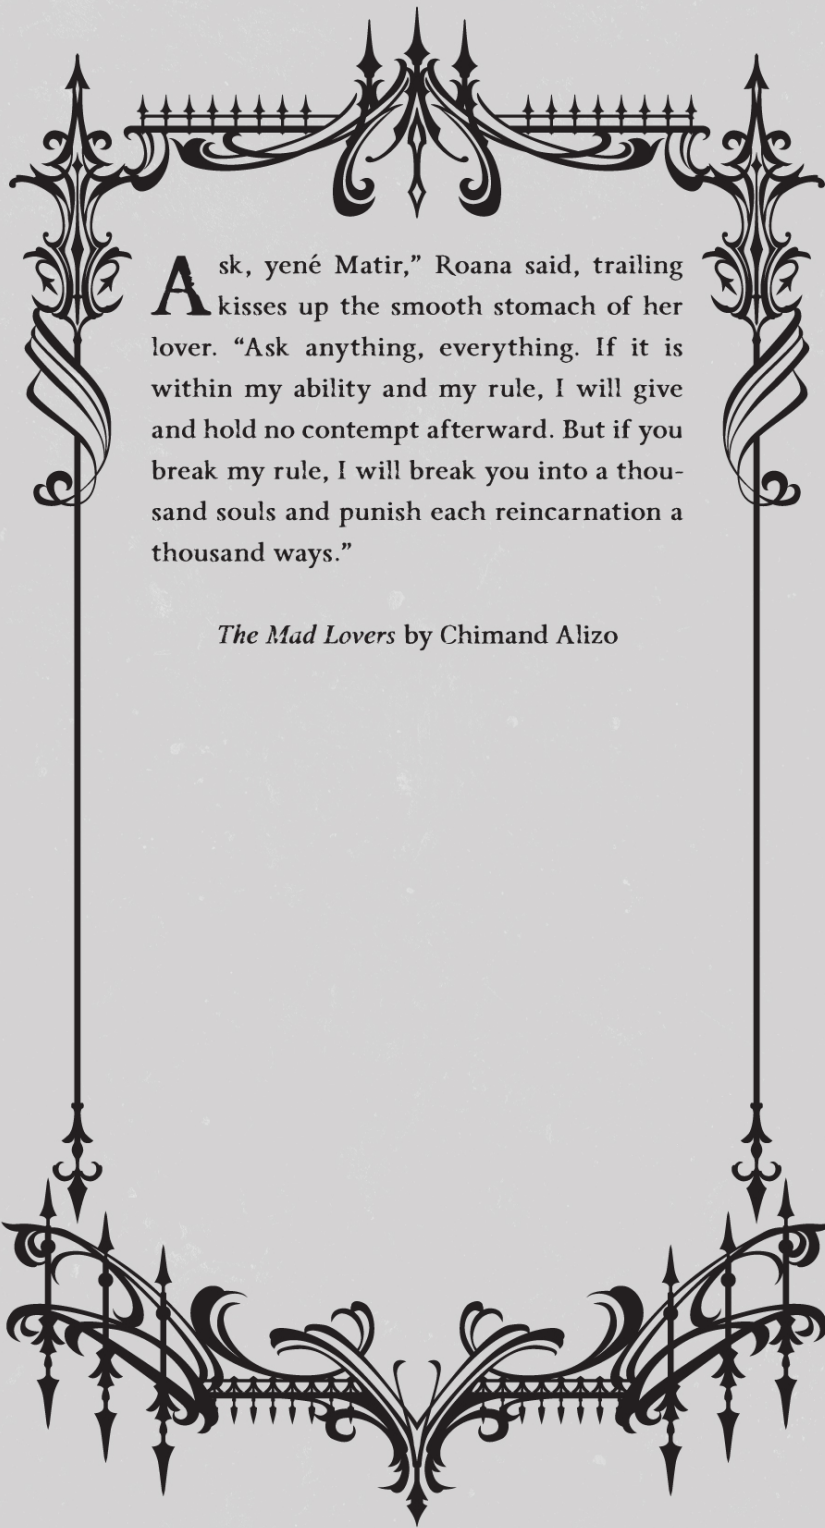 Ask, yené Matir,” Roana said, trailing
kisses up the smooth stomach of her
lover. “Ask anything, everything. If it is
within my ability and my rule, I will give
and hold no contempt afterward. But if you
break my rule, I will break you into a thou-
sand souls and punish each reincarnation a
thousand ways.”
The Mad Lovers by Chimand Alizo